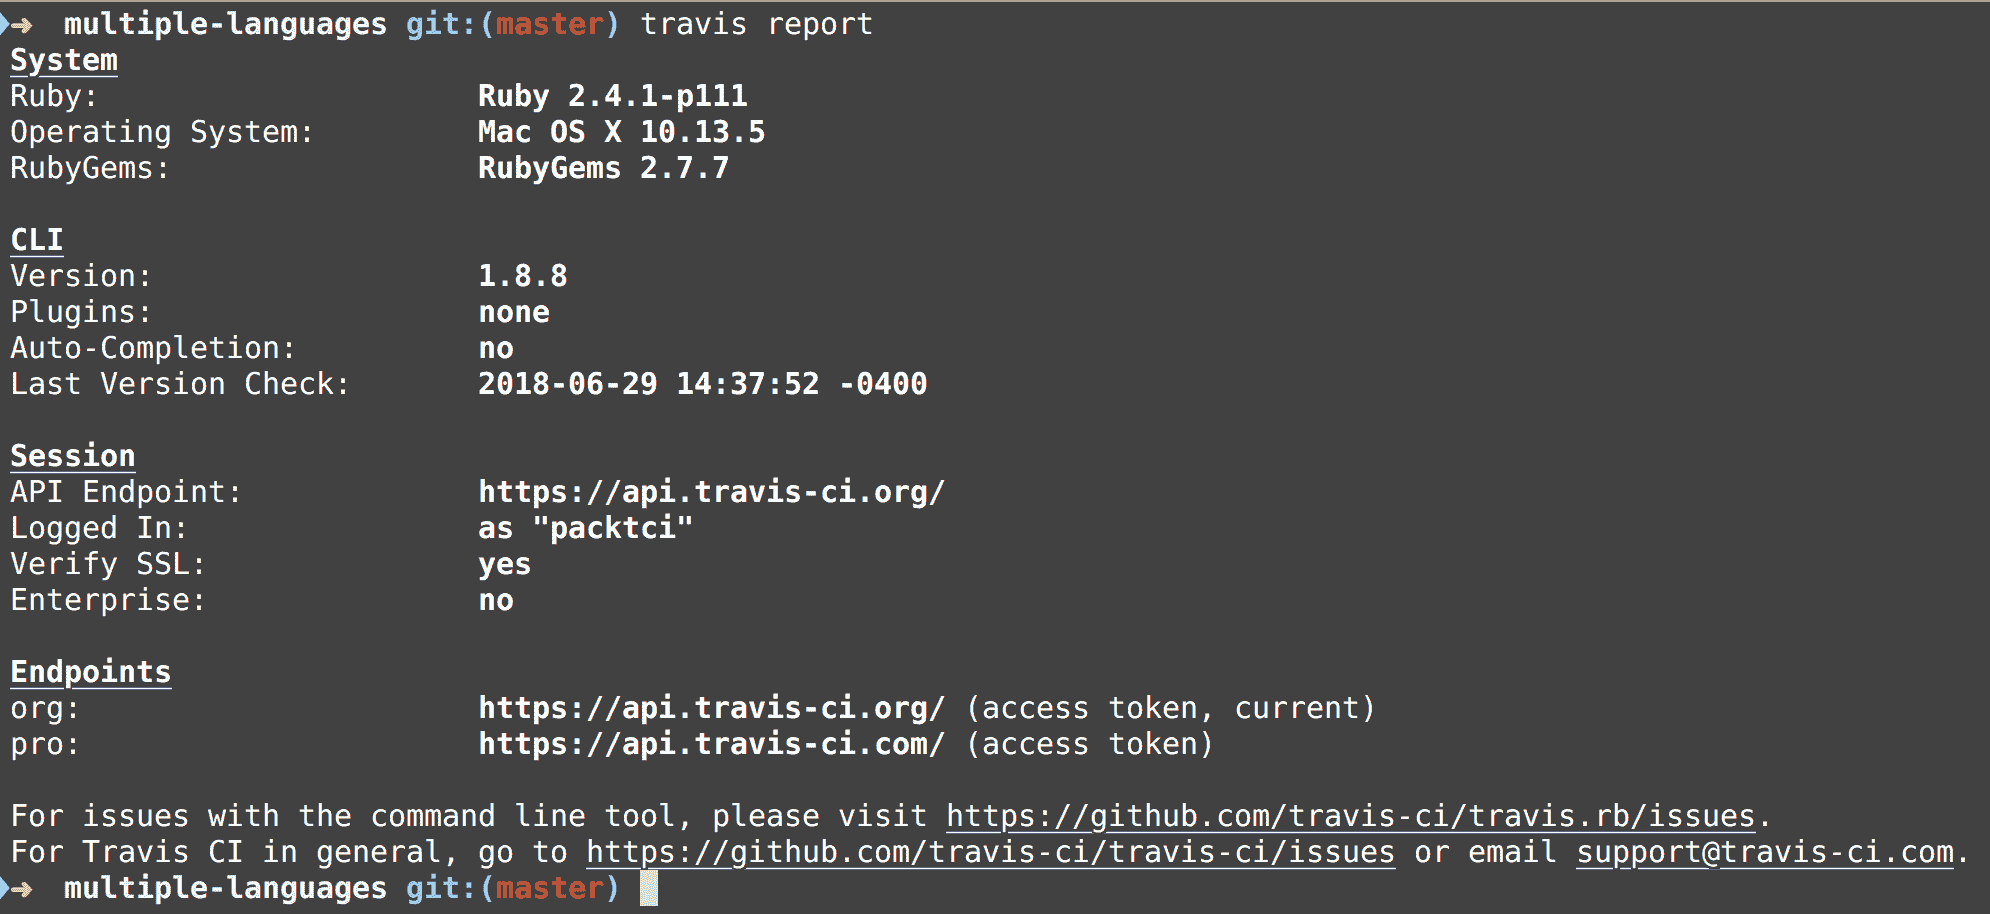 ➜  multiple-languages git:(master) travis report
System
Ruby:                     Ruby 2.4.1-p111
Operating System:         Mac OS X 10.13.5
RubyGems:                 RubyGems 2.7.7

CLI
Version:                  1.8.8
Plugins:                  none
Auto-Completion:          no
Last Version Check:       2018-06-29 14:37:52 -0400

Session
API Endpoint:             https://api.travis-ci.org/
Logged In:                as "packtci"
Verify SSL:               yes
Enterprise:               no

Endpoints
org:                      https://api.travis-ci.org/ (access token, current)
pro:                      https://api.travis-ci.com/ (access token)

For issues with the command line tool, please visit https://github.com/travis-ci/travis.rb/issues.
For Travis CI in general, go to https://github.com/travis-ci/travis-ci/issues or email support@travis-ci.com.
➜  multiple-languages git:(master)